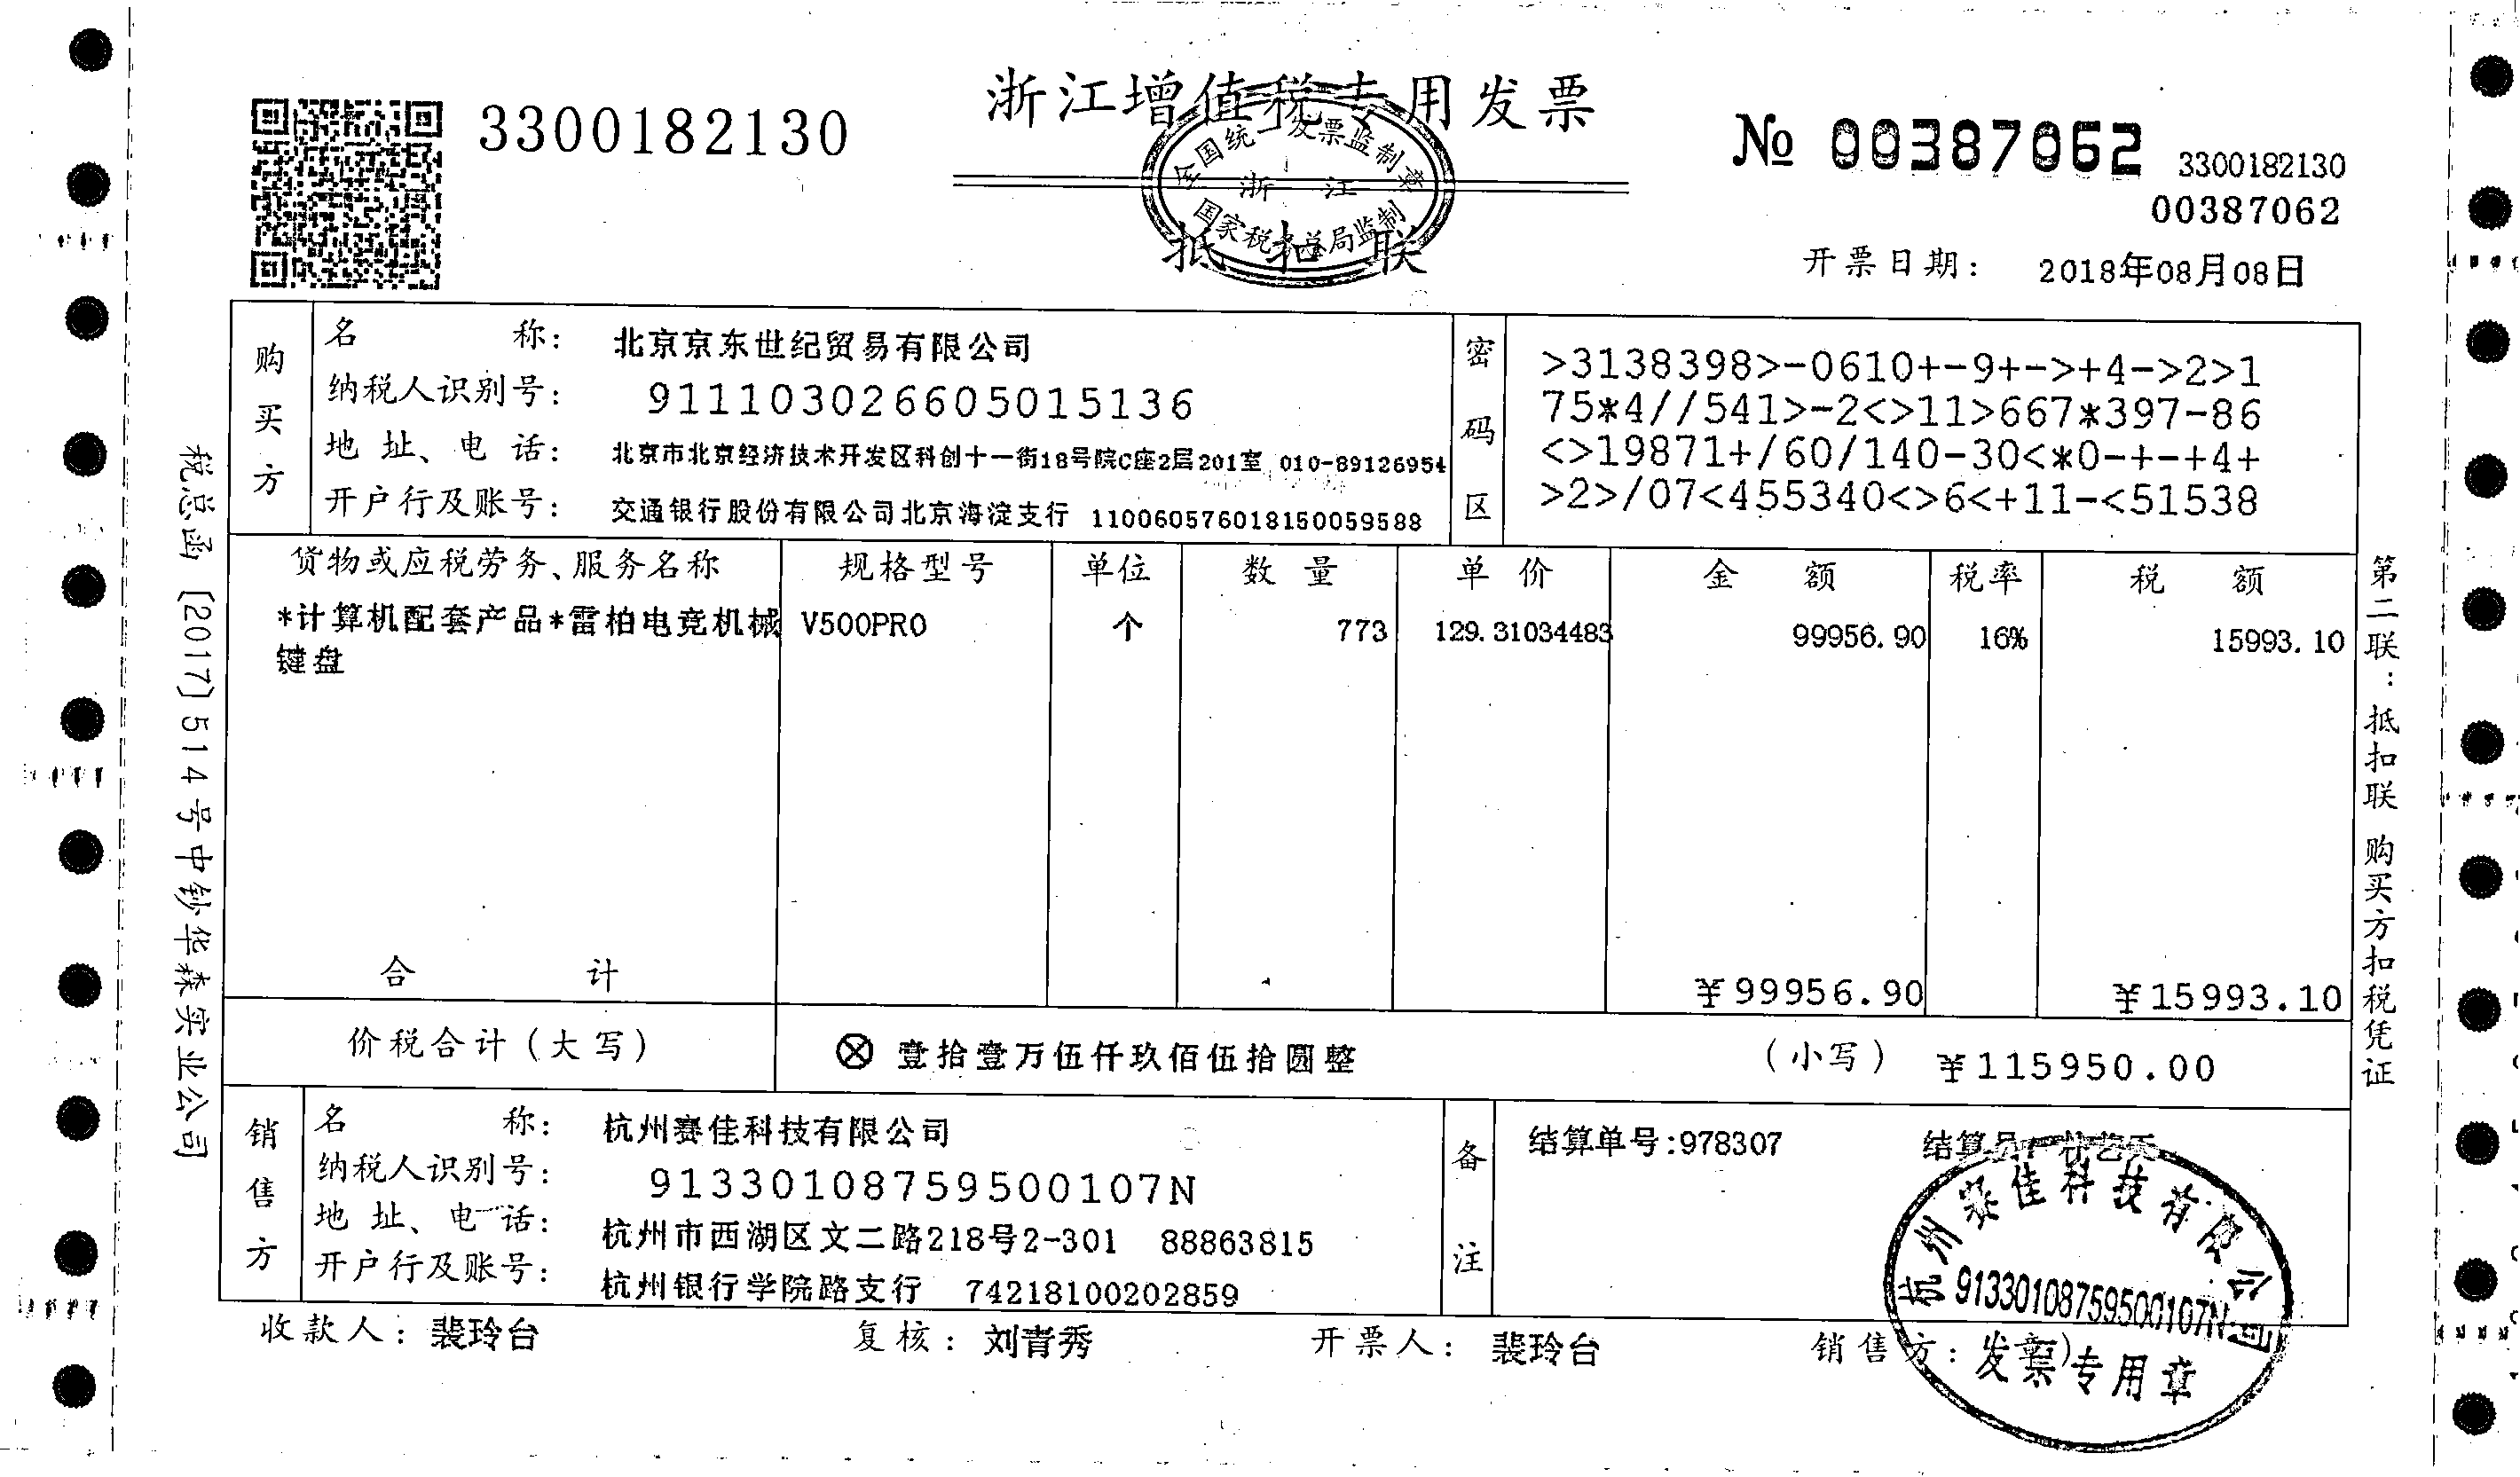 浙江增值税专用发票
3300182130
№ 00387062
3300182130
00387062
全国统一发票监制章
浙 江
国家税务总局监制
抵扣联
开票日期: 2018年08月08日
购买方
名 称: 北京京东世纪贸易有限公司
纳税人识别号: 911103026605015136
地 址、电 话: 北京市北京经济技术开发区科创十一街18号院C座2层201室 010-89126954
开户行及账号: 交通银行股份有限公司北京海淀支行 110060576018150059588
密码区
>3138398>-0610+-9+->+4->2>1
75*4//541>-2<>11>667*397-86
<>19871+/60/140-30<*0-+-+4+
>2>/07<455340<>6<+11-<51538
货物或应税劳务、服务名称 规格型号 单位 数 量 单 价 金 额 税率 税 额
*计算机配套产品*雷柏电竞机械 V500PRO 个 773 129.31034483 99956.90 16% 15993.10
键盘
合 计 ¥99956.90 ¥15993.10
价税合计(大写) ⊗ 壹拾壹万伍仟玖佰伍拾圆整 (小写) ¥115950.00
销售方
名 称: 杭州赛佳科技有限公司
纳税人识别号: 91330108759500107N
地 址、电 话: 杭州市西湖区文二路218号2-301 88863815
开户行及账号: 杭州银行学院路支行 74218100202859
备注
结算单号:978307 结算员
收款人: 裴玲台 复核: 刘青秀 开票人: 裴玲台 销售方: (章)
杭州赛佳科技有限公司
91330108759500107N
发票专用章
税总函〔2017〕514号中钞华森实业公司
第二联:抵扣联 购买方扣税凭证